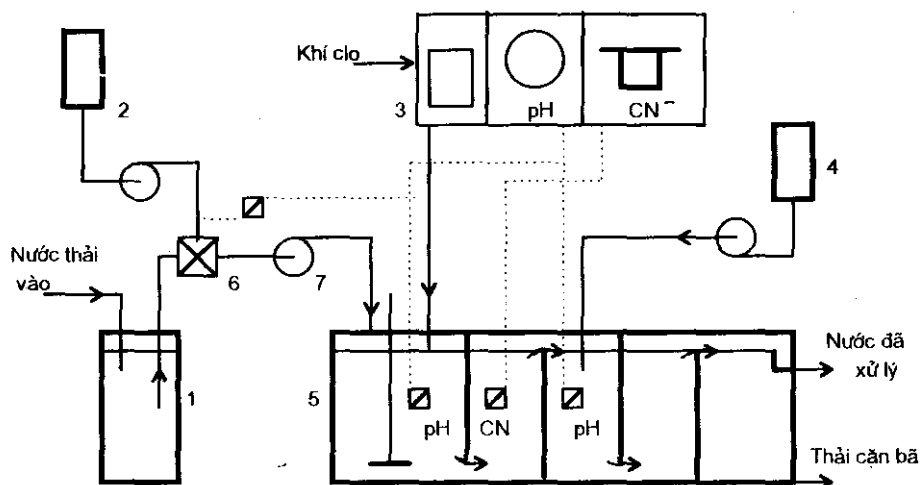 Khí clo
3
pH
CN⁻
2
4
Nước thải
vào
6
7
1
5
pH
CN
pH
Nước đã
xử lý
Thải cặn bã